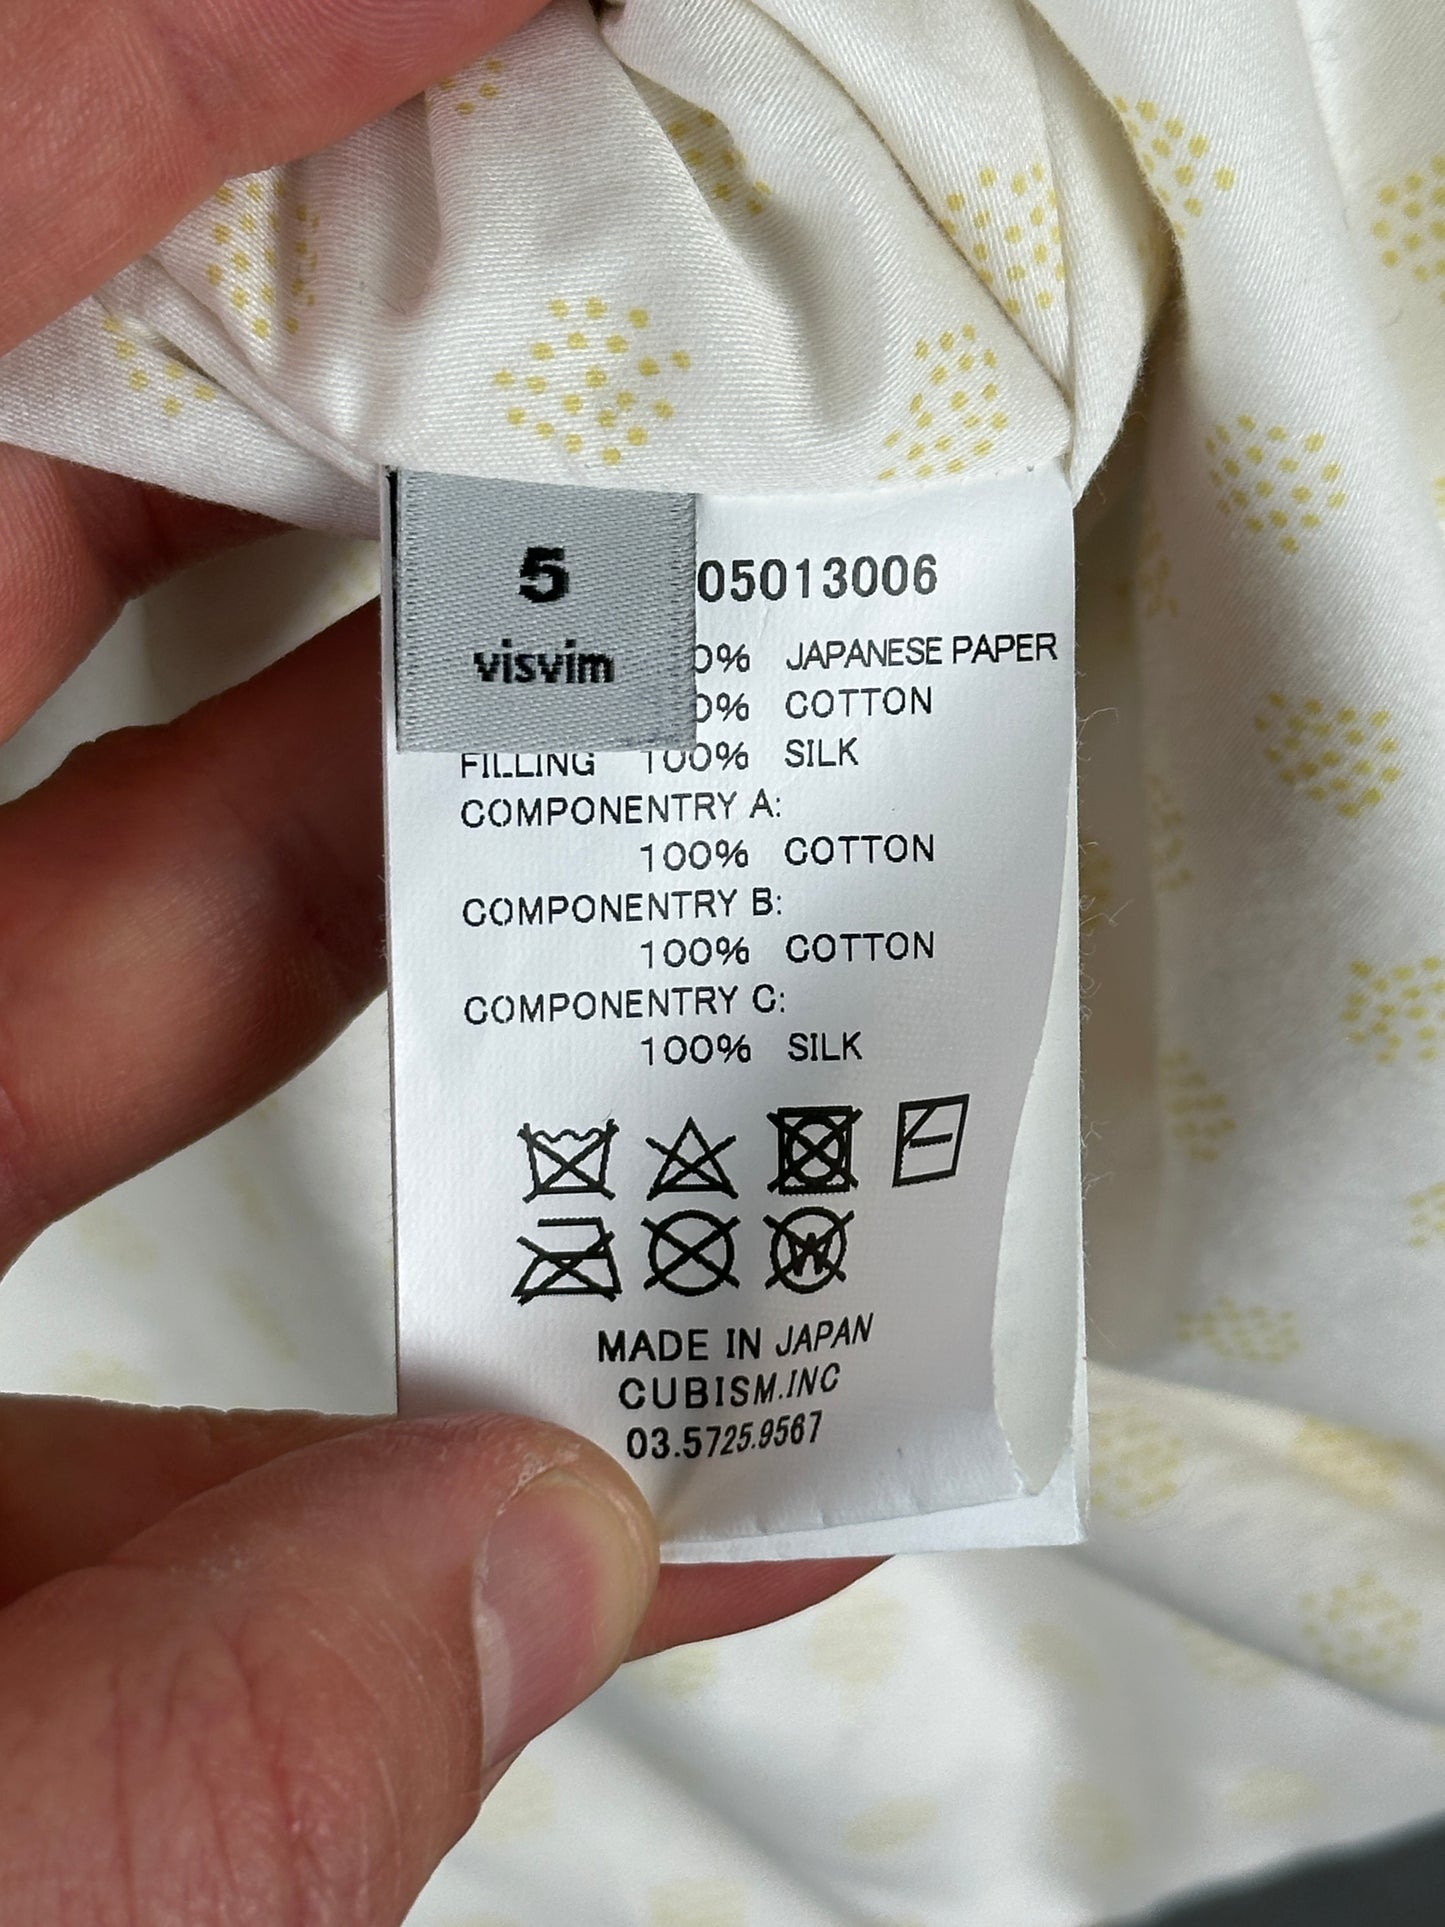 5
visvim
05013006
0% JAPANESE PAPER
0% COTTON
FILLING 100% SILK
COMPONENTRY A:
100% COTTON
COMPONENTRY B:
100% COTTON
COMPONENTRY C:
100% SILK
W
MADE IN JAPAN
CUBISM.INC
03.5725.9567